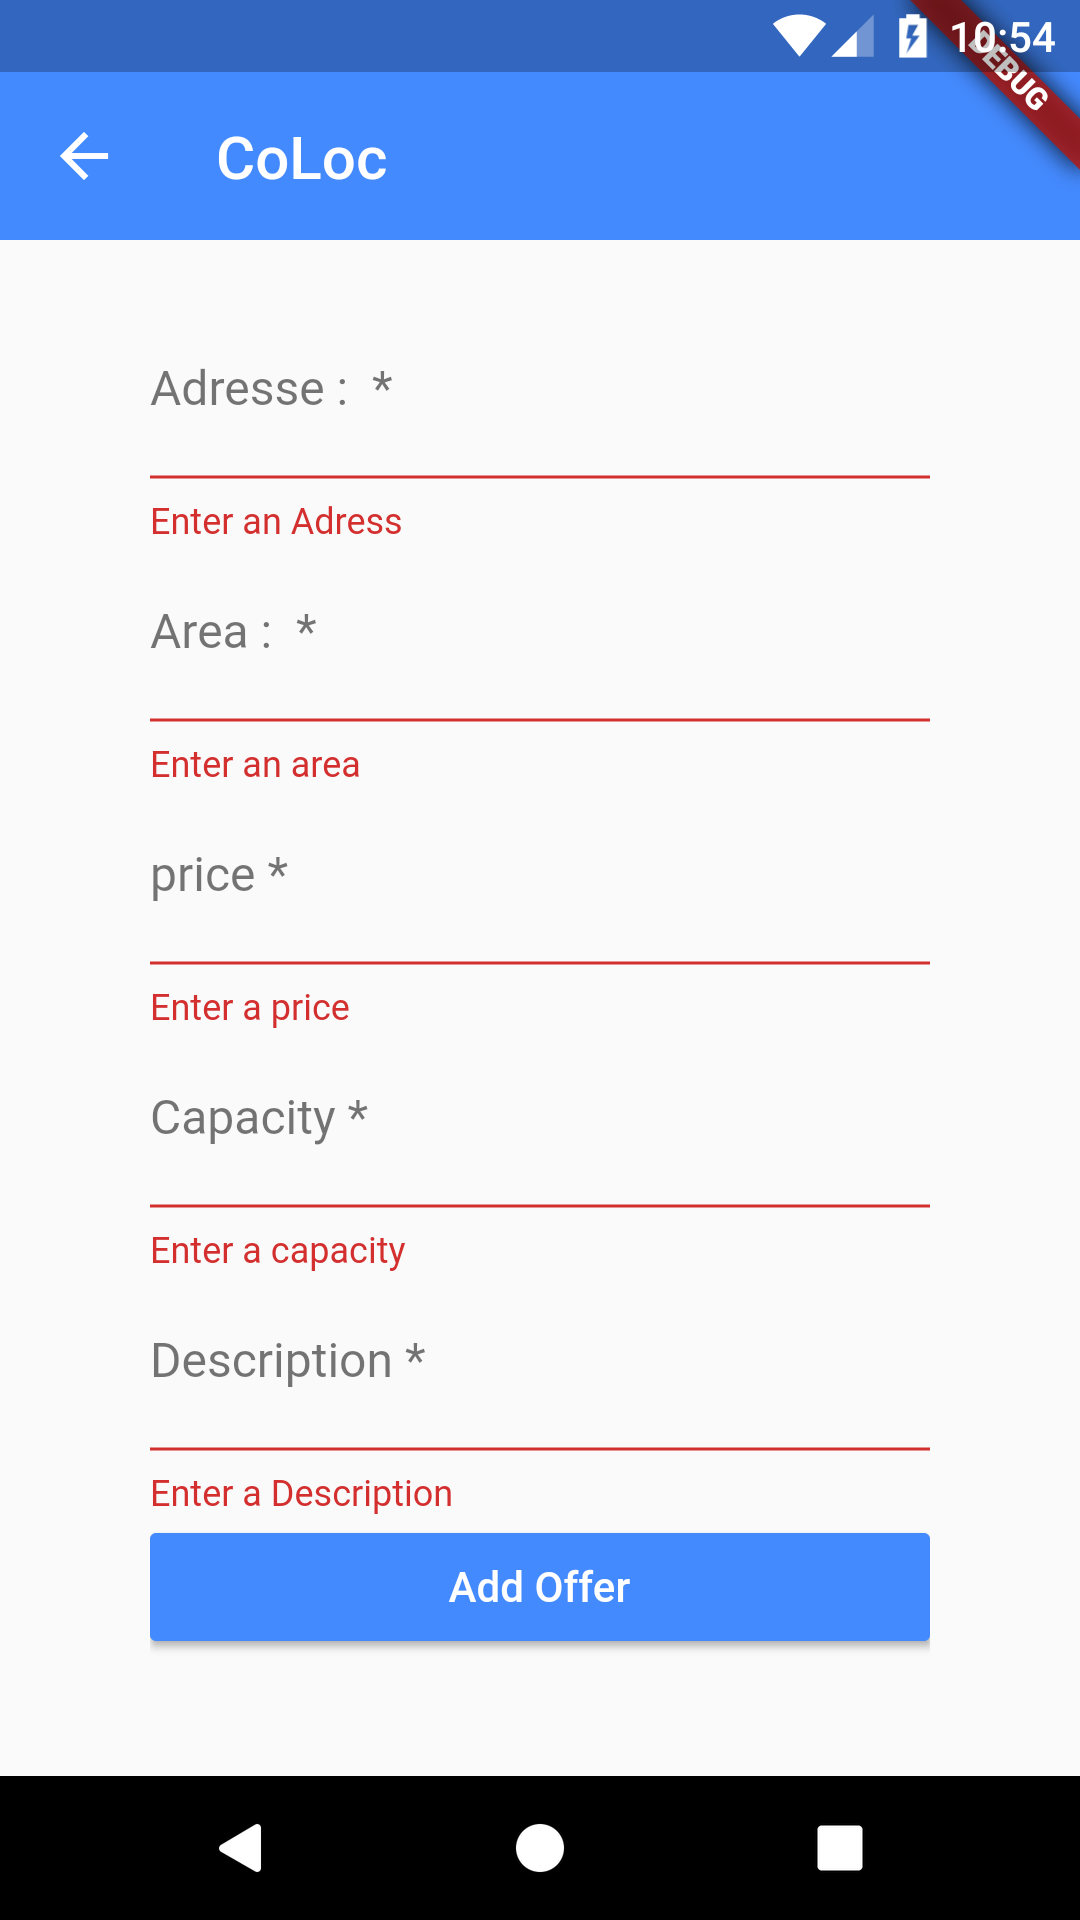 10:54
DEBUG
CoLoc
Adresse :  *
Enter an Adress
Area :  *
Enter an area
price *
Enter a price
Capacity *
Enter a capacity
Description *
Enter a Description
Add Offer